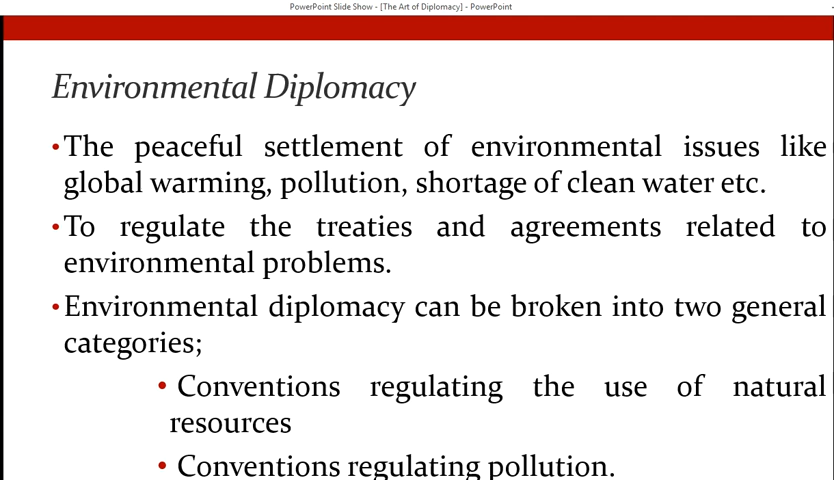 PowerPoint Slide Show - [The Art of Diplomacy] - PowerPoint
Environmental Diplomacy
•The peaceful settlement of environmental issues like
global warming, pollution, shortage of clean water etc.
•To regulate the treaties and agreements related to
environmental problems.
•Environmental diplomacy can be broken into two general
categories;
• Conventions regulating the use of natural
resources
• Conventions regulating pollution.